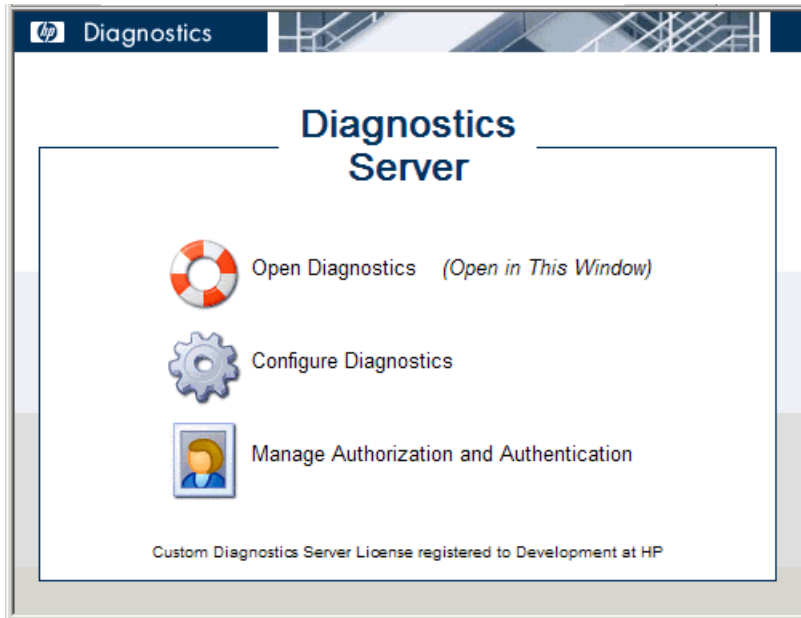 hp Diagnostics
Diagnostics
Server
Open Diagnostics (Open in This Window)
Configure Diagnostics
Manage Authorization and Authentication
Custom Diagnostics Server License registered to Development at HP